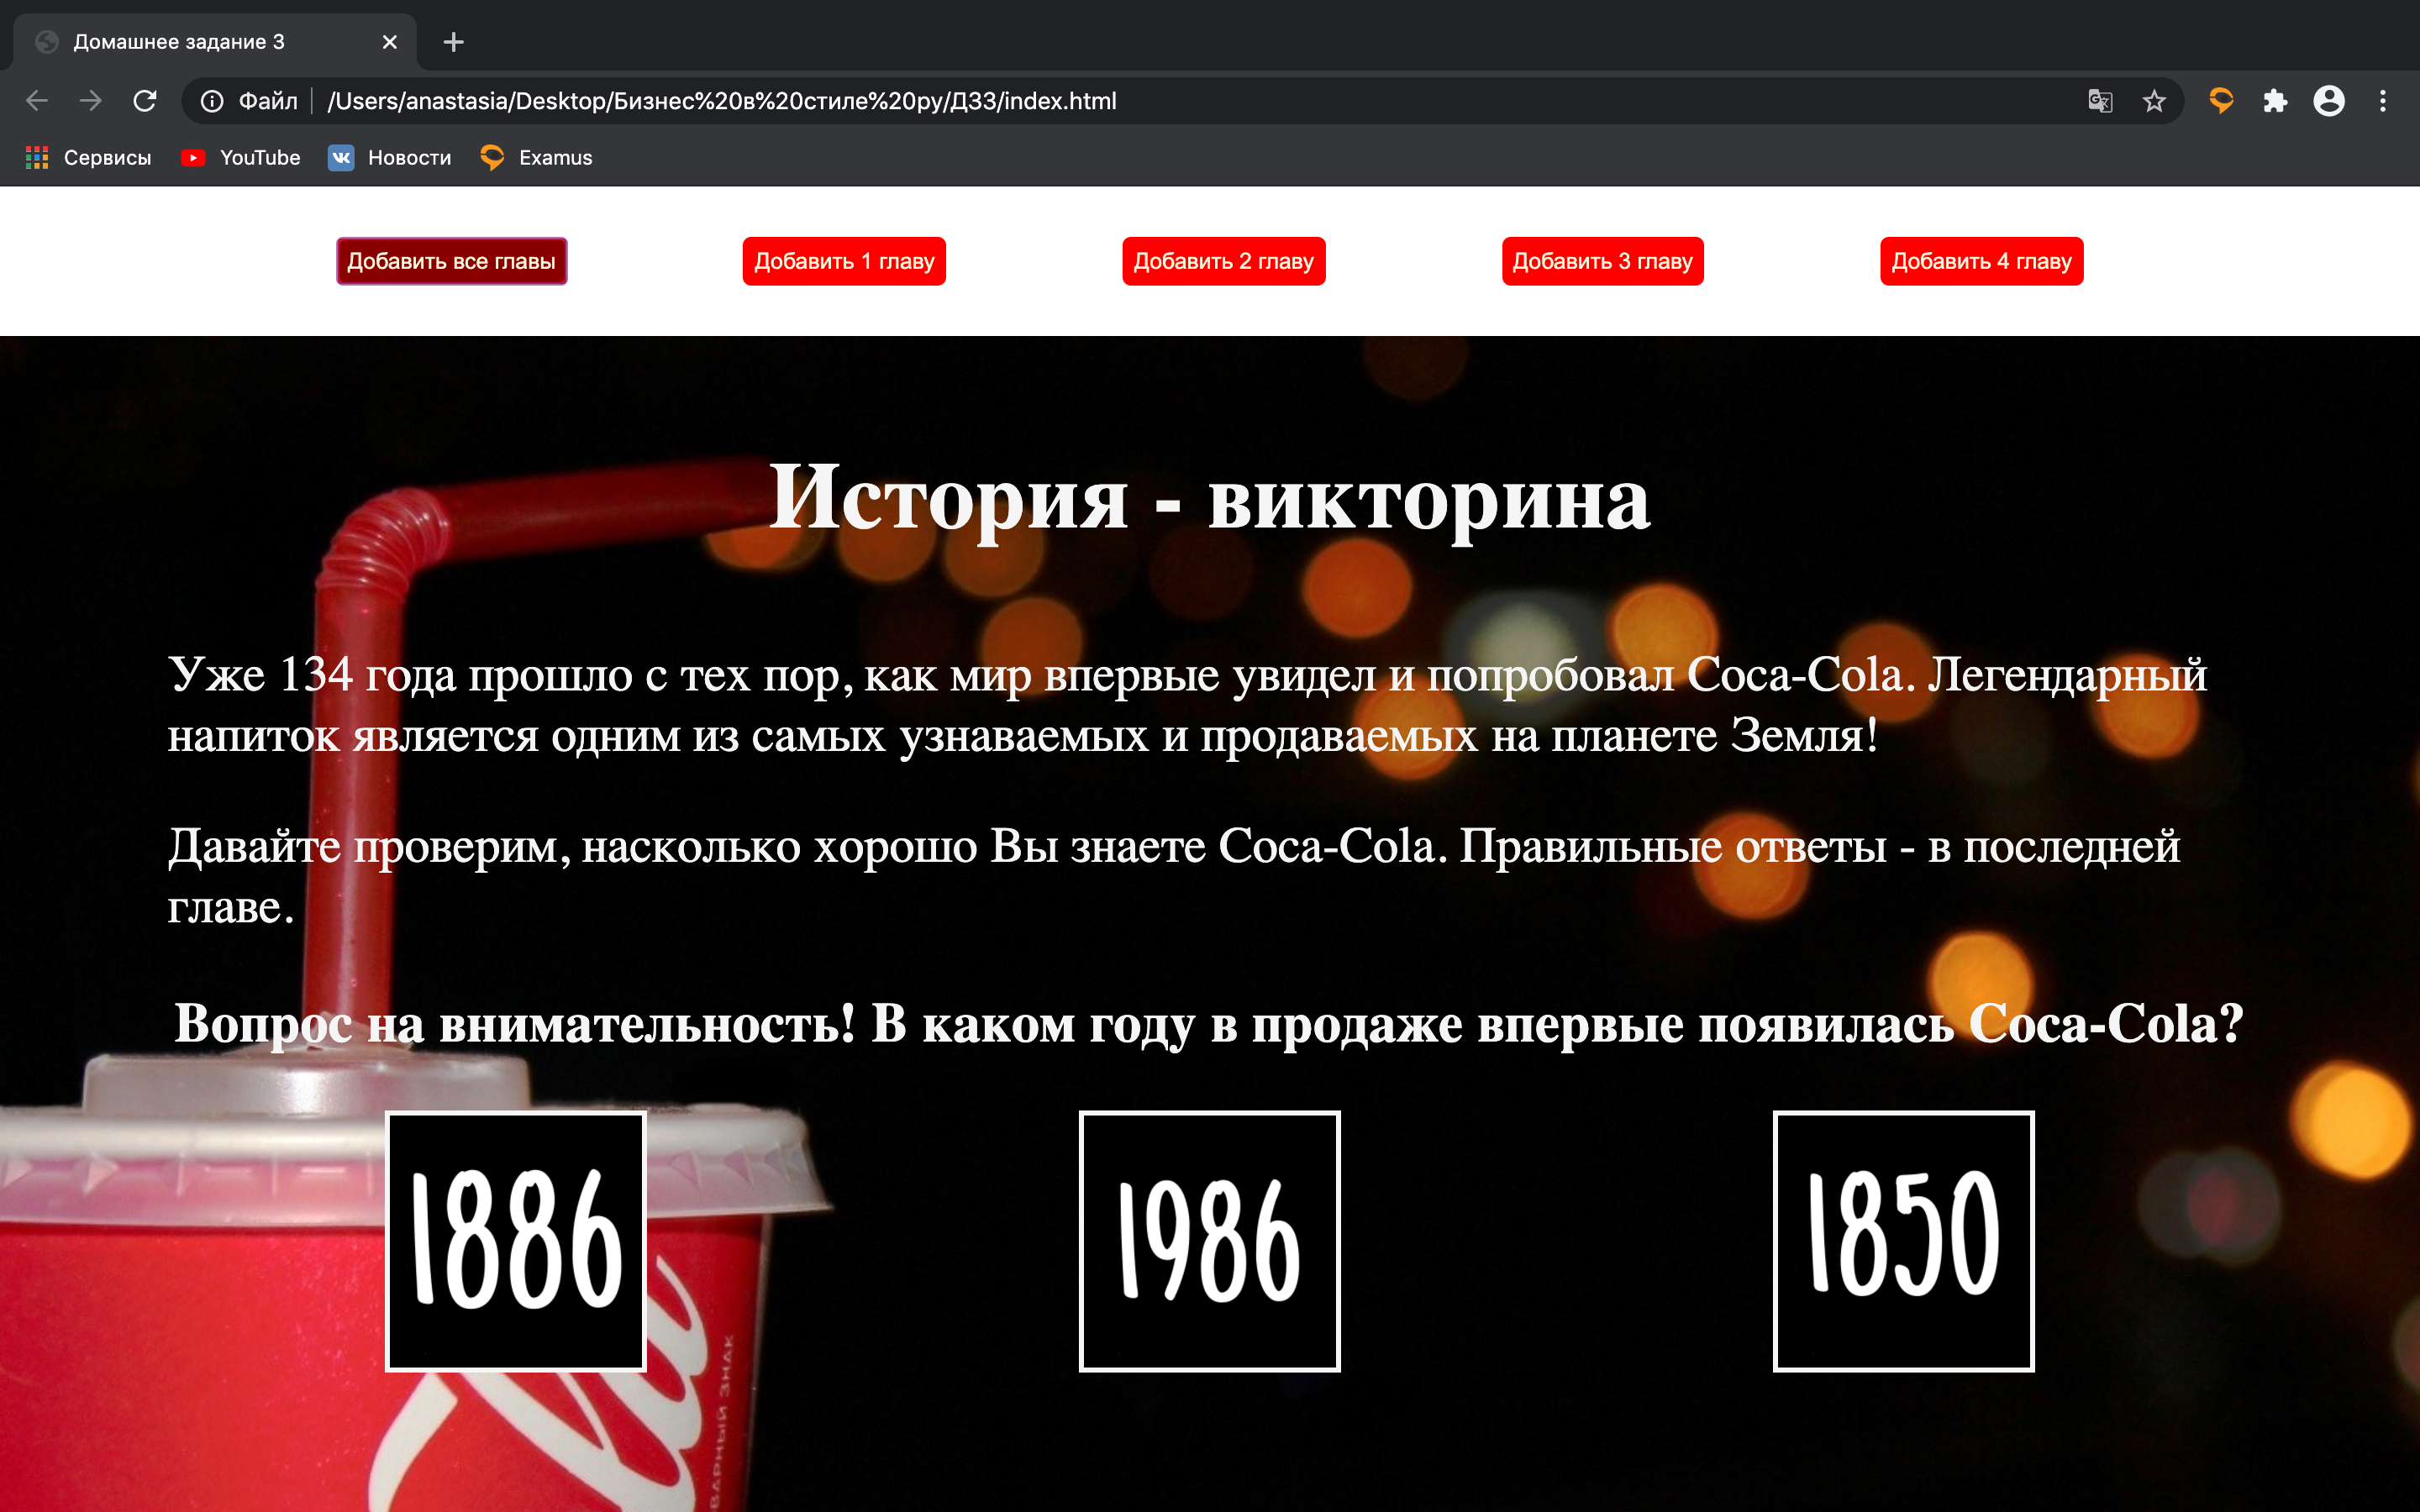 Домашнее задание 3
Файл
/Users/anastasia/Desktop/Бизнес%20в%20стиле%20ру/ДЗ3/index.html
Сервисы YouTube Новости Examus
Добавить все главы Добавить 1 главу Добавить 2 главу Добавить 3 главу Добавить 4 главу
История - викторина
Уже 134 года прошло с тех пор, как мир впервые увидел и попробовал Coca-Cola. Легендарный
напиток является одним из самых узнаваемых и продаваемых на планете Земля!
Давайте проверим, насколько хорошо Вы знаете Coca-Cola. Правильные ответы - в последней
главе.
Вопрос на внимательность! В каком году в продаже впервые появилась Coca-Cola?
1886 1986 1850